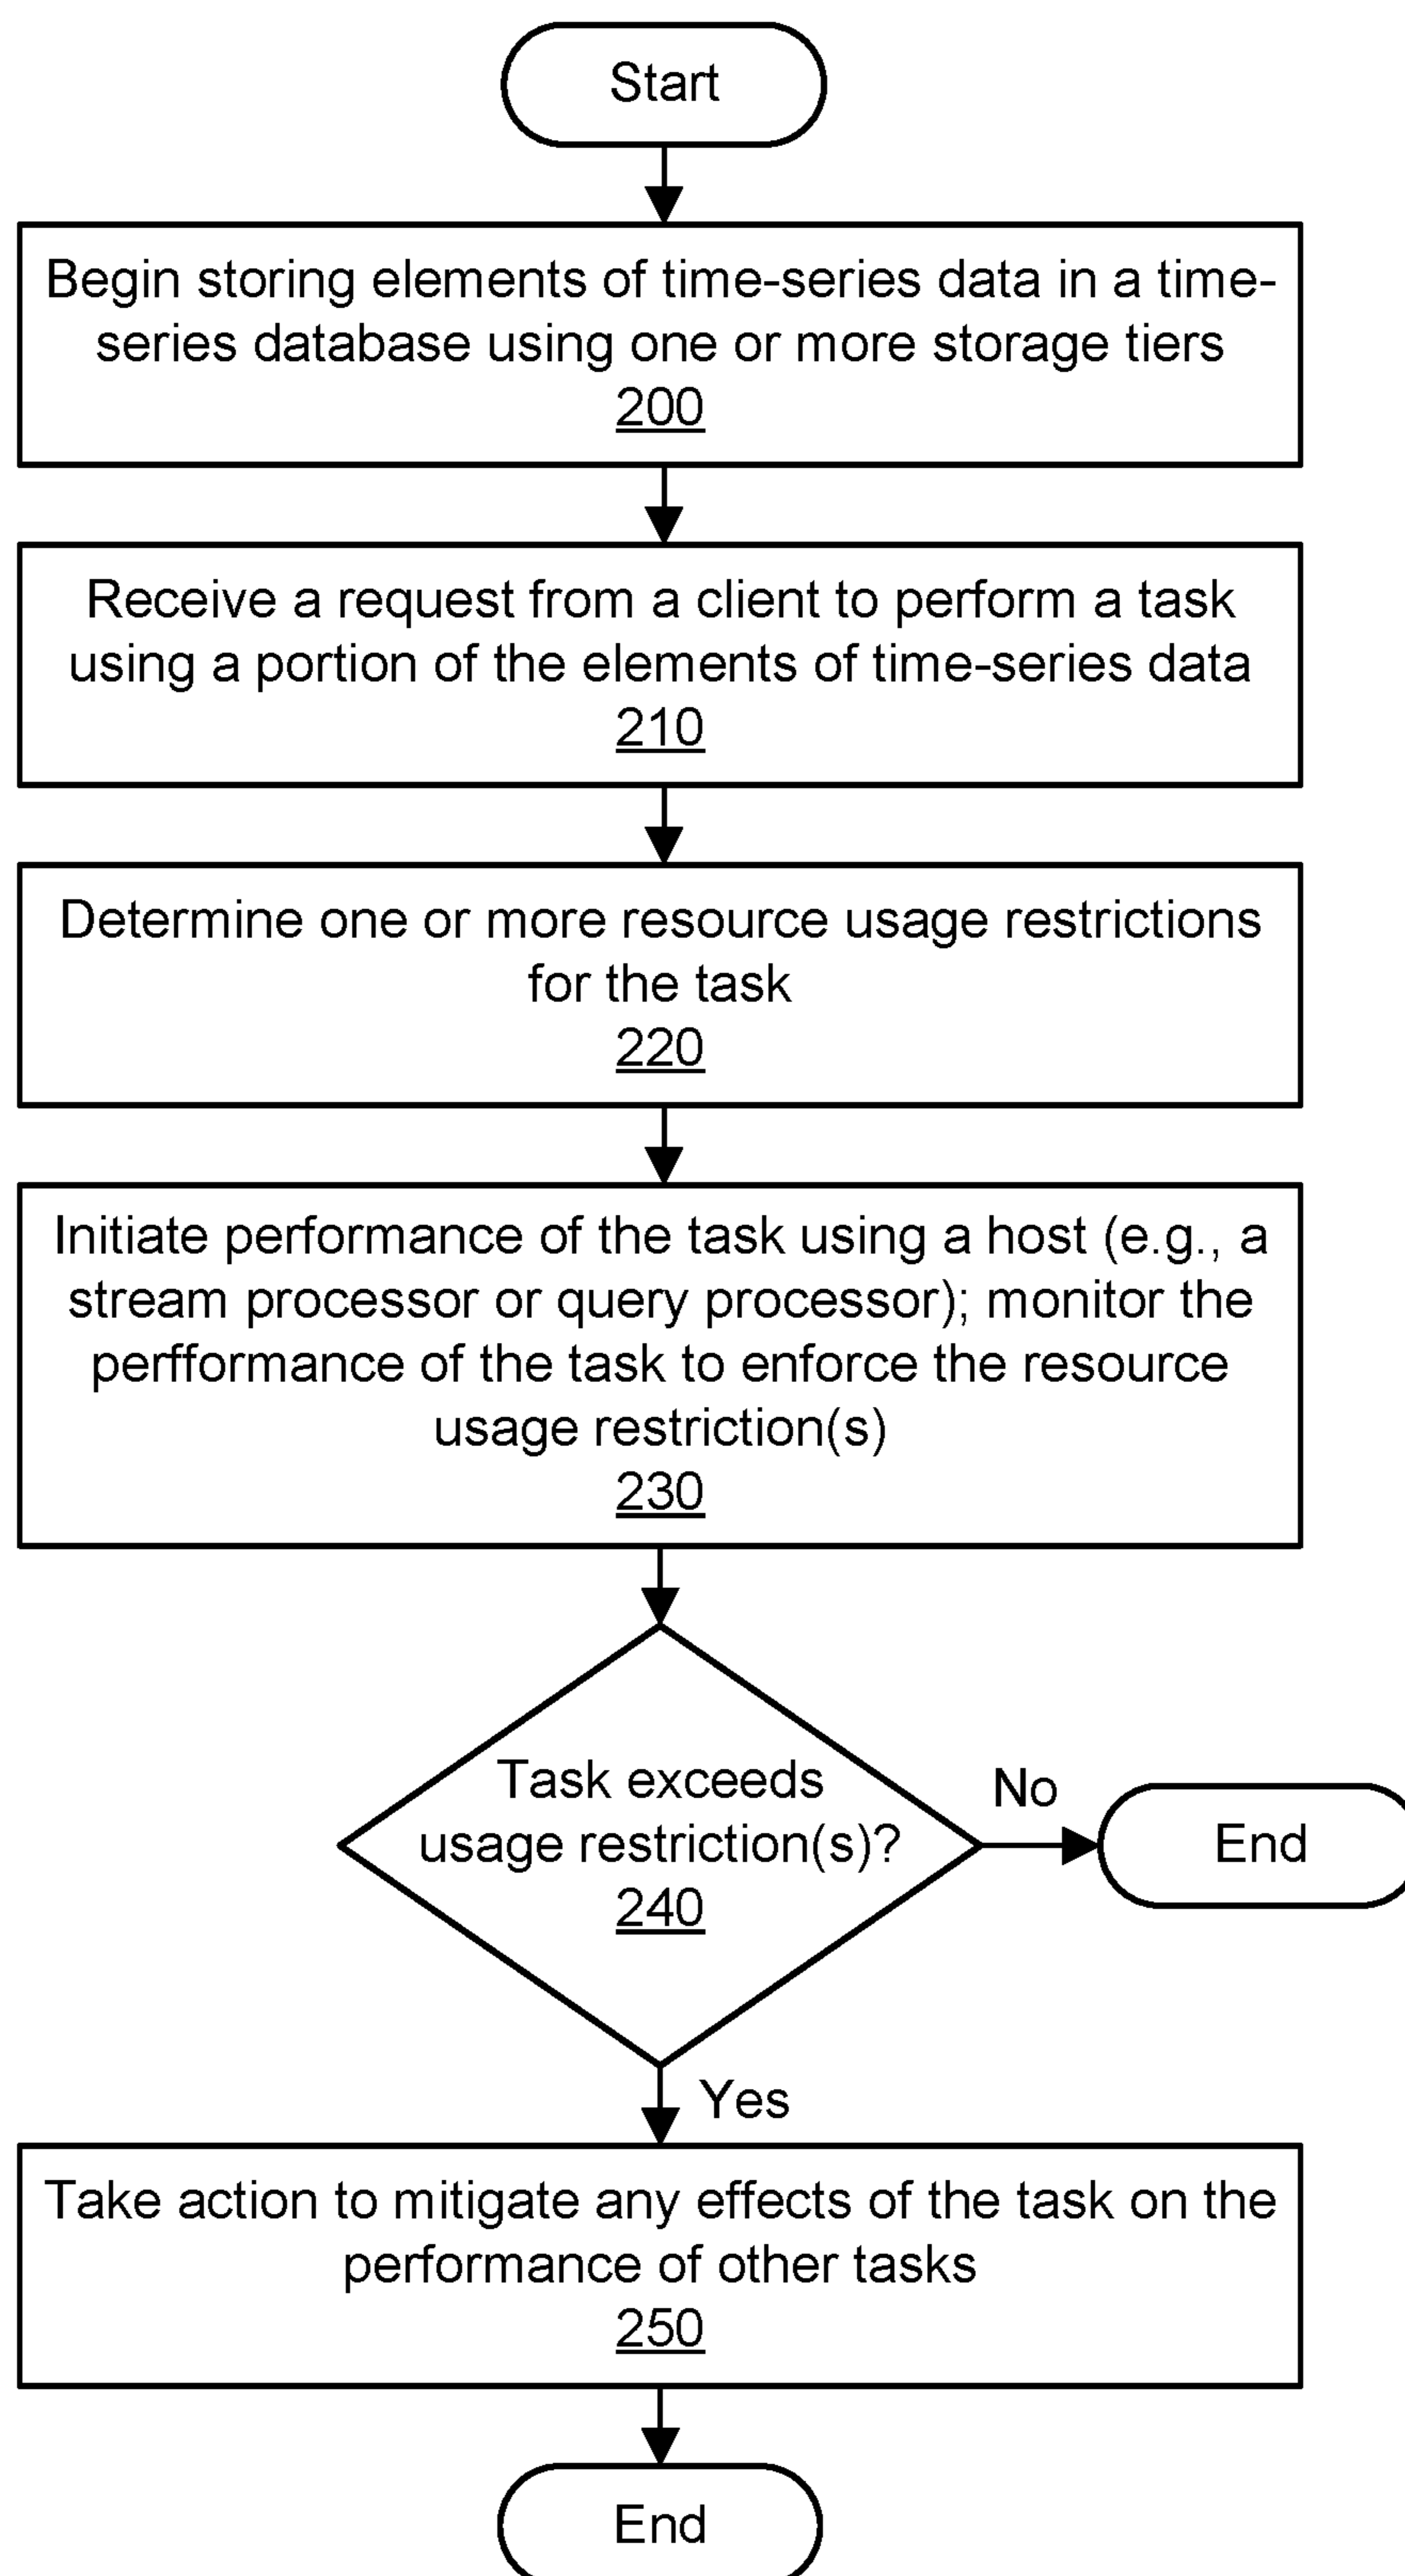 Start
Begin storing elements of time-series data in a time-
series database using one or more storage tiers
200
Receive a request from a client to perform a task
using a portion of the elements of time-series data
210
Determine one or more resource usage restrictions
for the task
220
Initiate performance of the task using a host (e.g., a
stream processor or query processor); monitor the
perfformance of the task to enforce the resource
usage restriction(s)
230
Task exceeds
usage restriction(s)?
240
No
End
Yes
Take action to mitigate any effects of the task on the
performance of other tasks
250
End